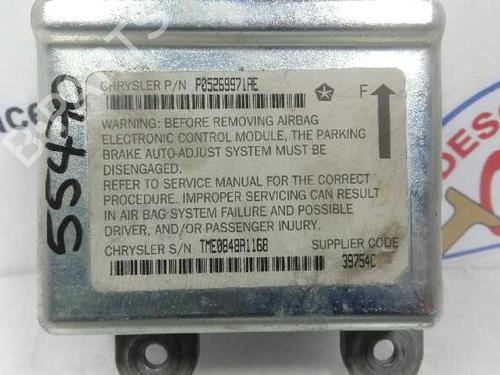 CHRYSLER P/N P05269971AE
F
WARNING: BEFORE REMOVING AIRBAG
ELECTRONIC CONTROL MODULE, THE PARKING
BRAKE AUTO-ADJUST SYSTEM MUST BE
DISENGAGED.
REFER TO SERVICE MANUAL FOR THE CORRECT
PROCEDURE. IMPROPER SERVICING CAN RESULT
IN AIR BAG SYSTEM FAILURE AND POSSIBLE
DRIVER, AND/OR PASSENGER INJURY.
CHRYSLER S/N TME0848A1168 SUPPLIER CODE
39754C
55470